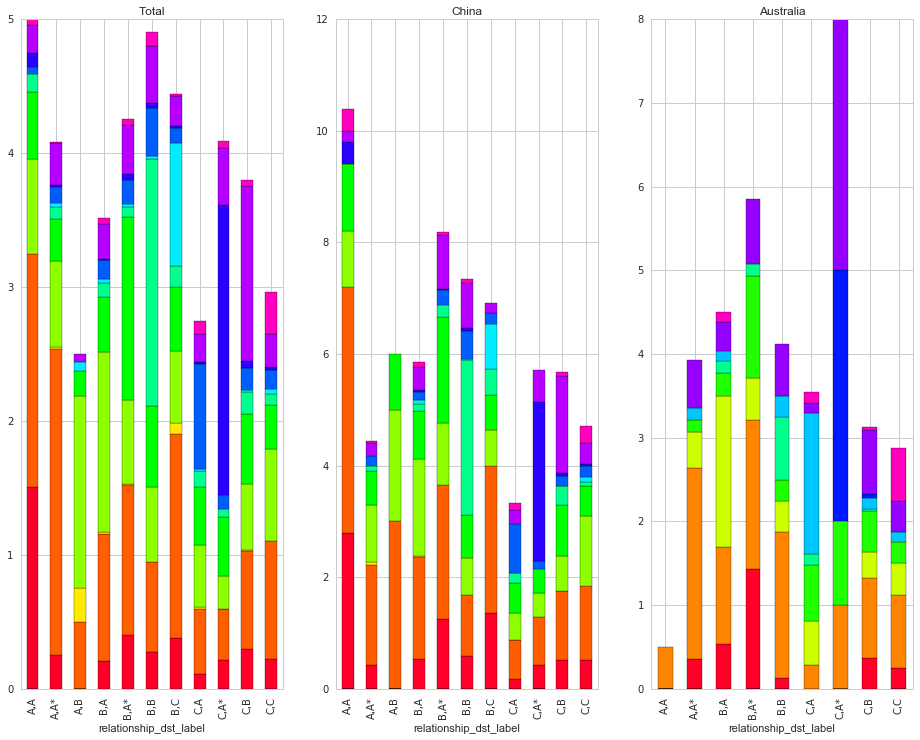 Total
5
4
3
2
1
0
A,A
A,A*
A,B
B,A
B,A*
B,B
B,C
C,A
C,A*
C,B
C,C
relationship_dst_label
China
12
10
8
6
4
2
0
A,A
A,A*
A,B
B,A
B,A*
B,B
B,C
C,A
C,A*
C,B
C,C
relationship_dst_label
Australia
8
7
6
5
4
3
2
1
0
A,A
A,A*
B,A
B,A*
B,B
C,A
C,A*
C,B
C,C
relationship_dst_label